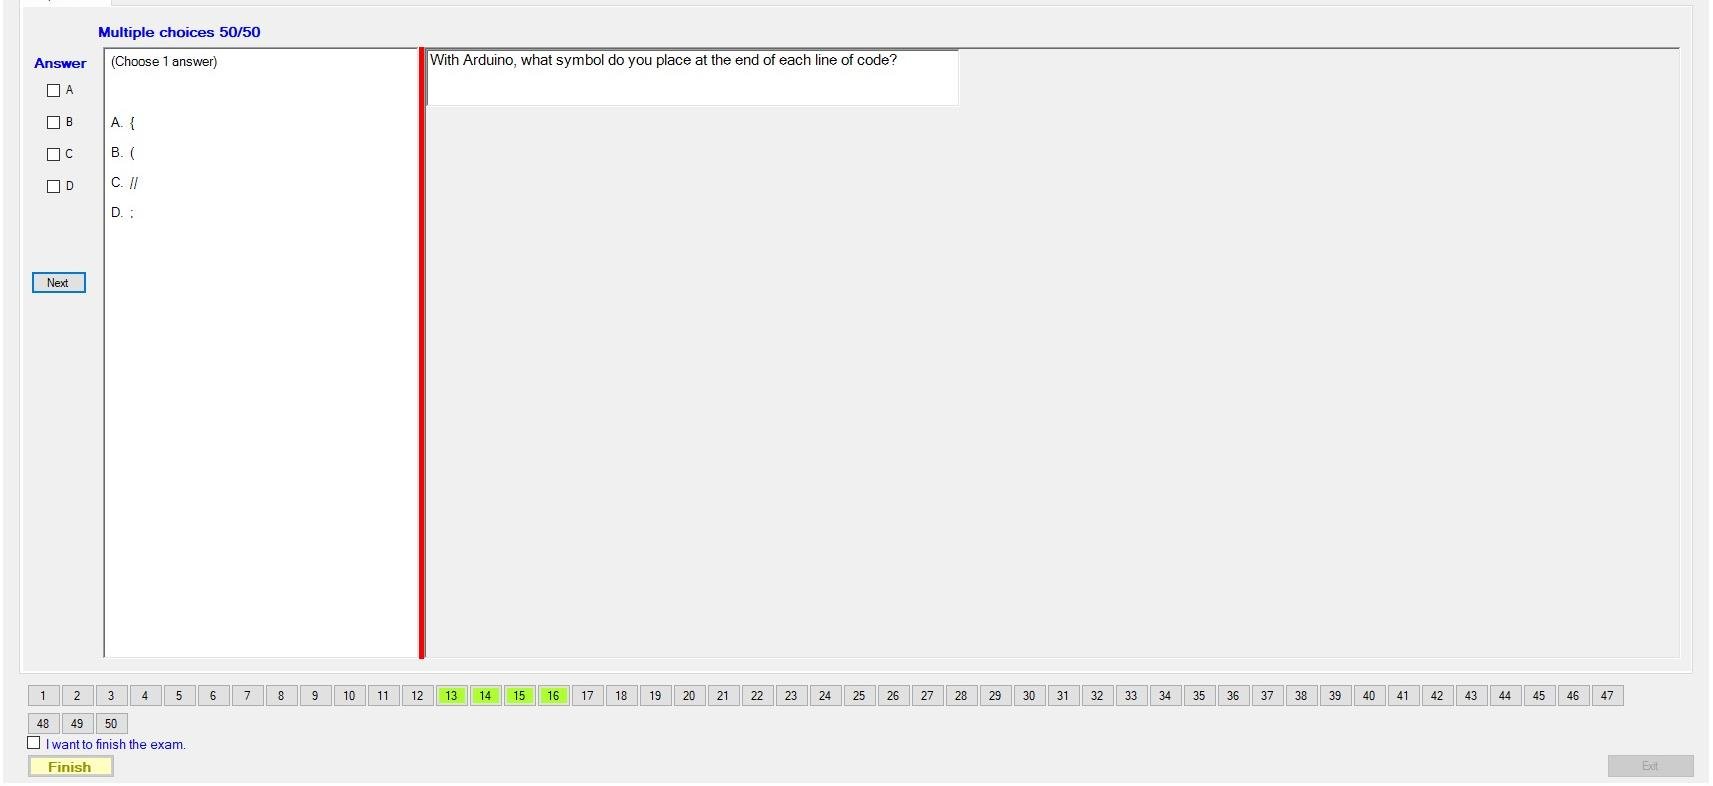 Multiple choices 50/50
Answer
(Choose 1 answer)
With Arduino, what symbol do you place at the end of each line of code?
A
B
C
D
A. {
B. (
C. //
D. ;
Next
1 2 3 4 5 6 7 8 9 10 11 12 13 14 15 16 17 18 19 20 21 22 23 24 25 26 27 28 29 30 31 32 33 34 35 36 37 38 39 40 41 42 43 44 45 46 47
48 49 50
I want to finish the exam.
Finish
Exit